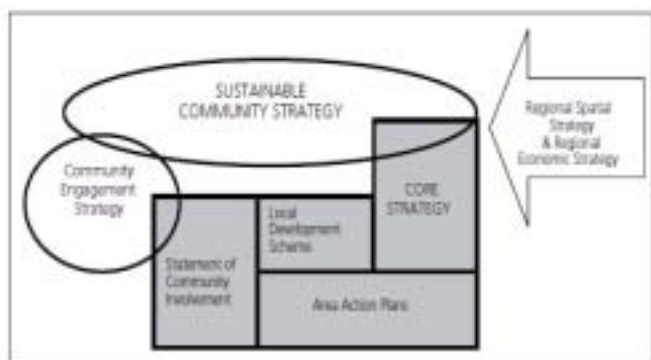 SUSTAINABLE
COMMUNITY STRATEGY
Regional Spatial
Strategy
& Regional
Economic Strategy
Community
Engagement
Strategy
CORE
STRATEGY
Local
Development
Scheme
Statement of
Community
Involvement
Area Action Plans